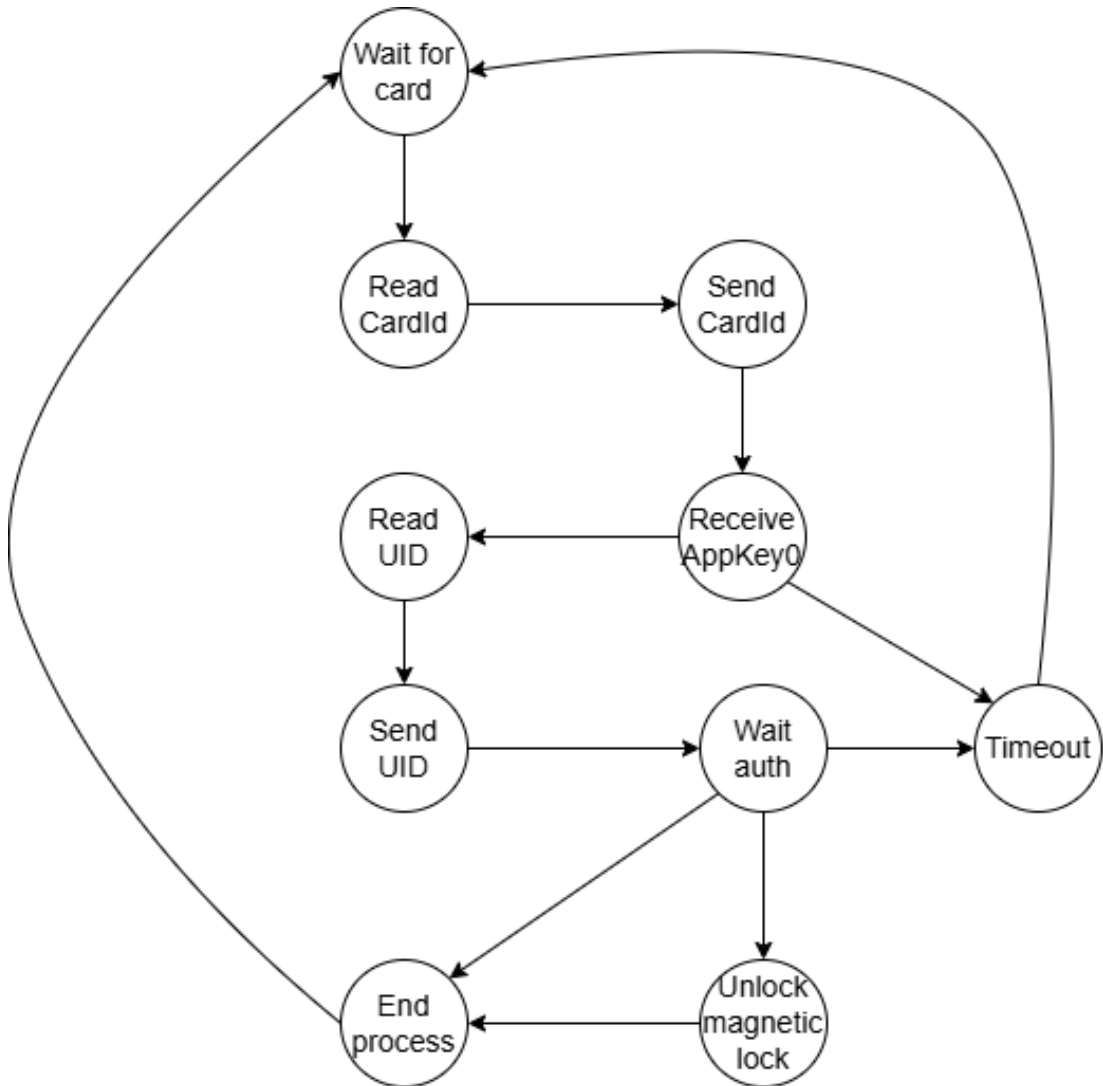 Wait for
card
Read
CardId
Send
CardId
Read
UID
Receive
AppKey0
Send
UID
Wait
auth
Timeout
End
process
Unlock
magnetic
lock